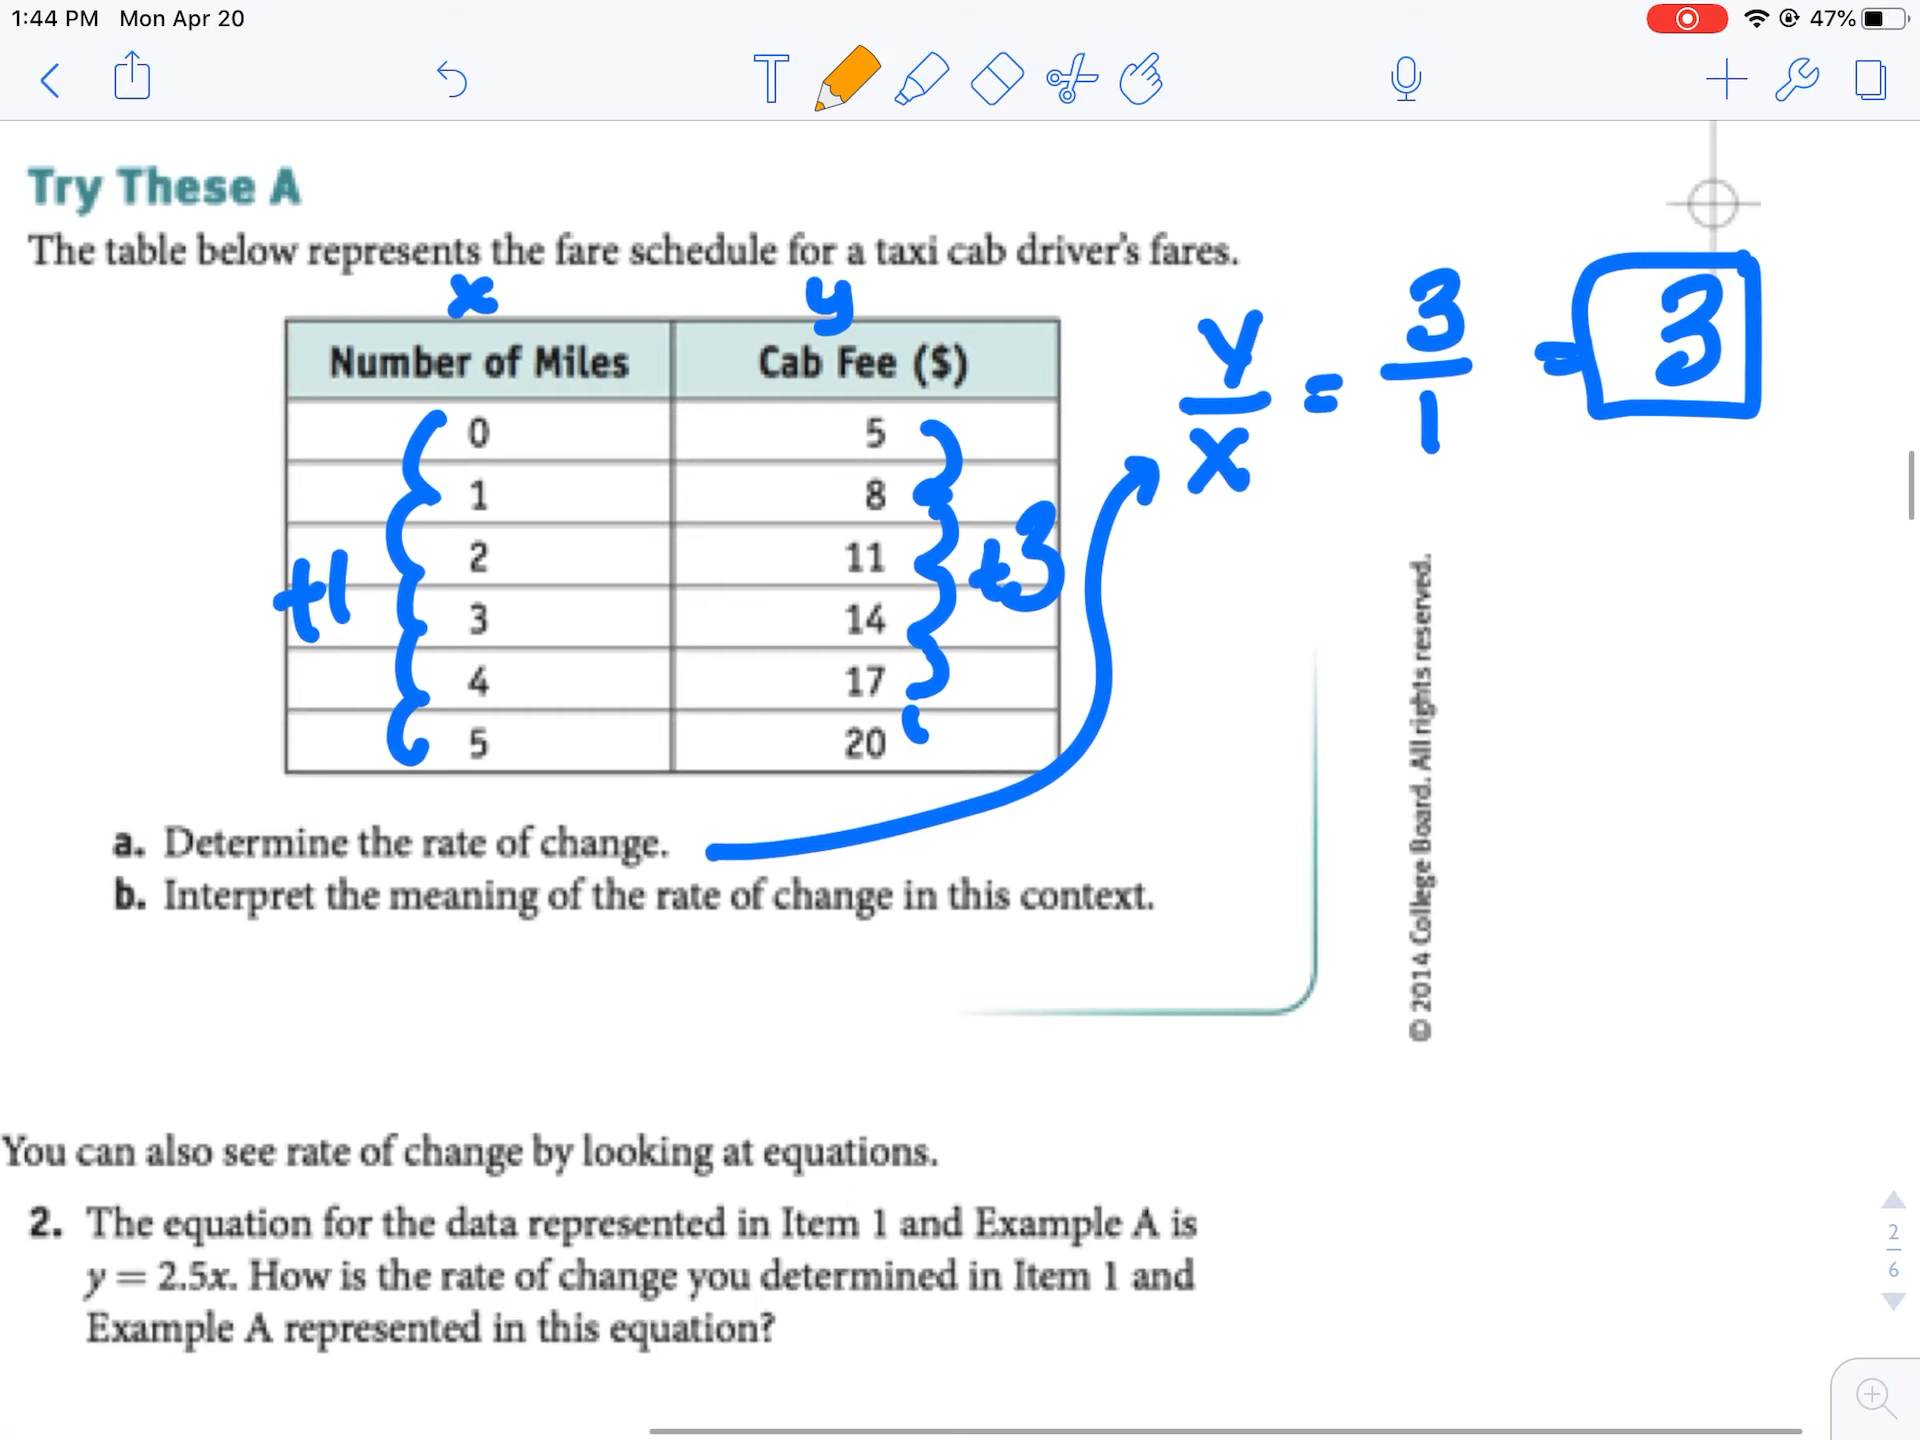 1:44 PM Mon Apr 20
47%
T
Try These A
The table below represents the fare schedule for a taxi cab driver's fares.
x y
Number of Miles Cab Fee ($)
0 5
1 8
2 11
3 14
4 17
5 20
+1
+3
y/x = 3/1 = 3
a. Determine the rate of change.
b. Interpret the meaning of the rate of change in this context.
© 2014 College Board. All rights reserved.
You can also see rate of change by looking at equations.
2. The equation for the data represented in Item 1 and Example A is
y = 2.5x. How is the rate of change you determined in Item 1 and
Example A represented in this equation?
2
6